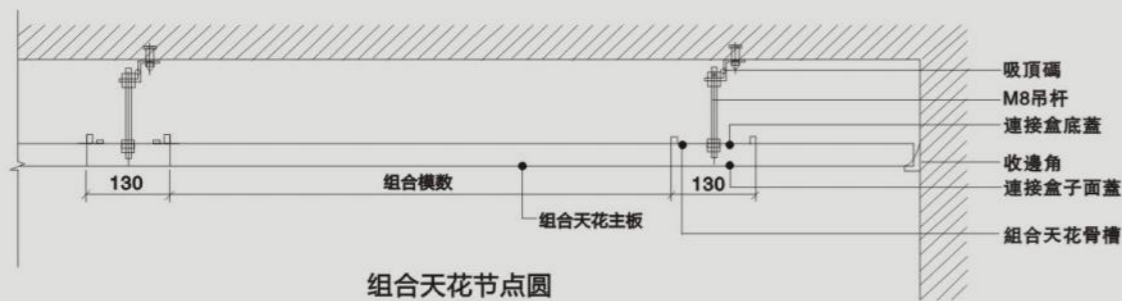 吸頂碼
M8吊杆
連接盒底蓋
收邊角
130
组合模数
130
連接盒子面蓋
组合天花主板
組合天花骨槽
组合天花节点圆